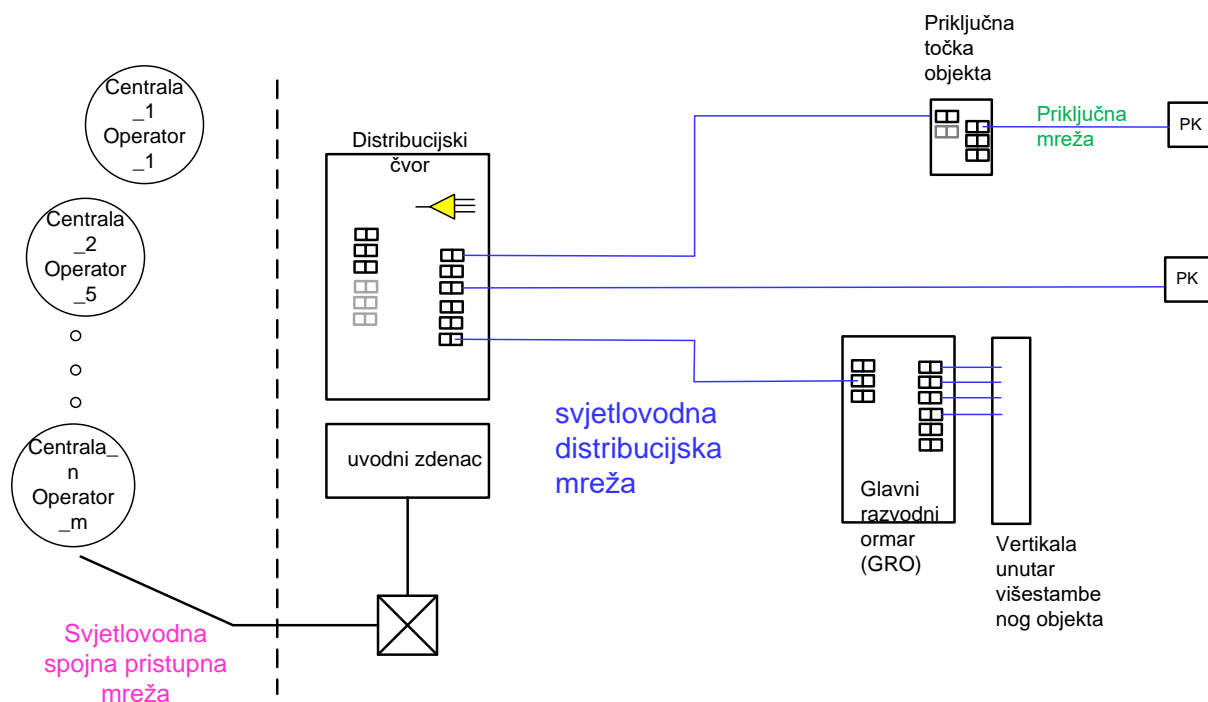 Centrala
_1
Operator
_1
Centrala
_2
Operator
_5
Centrala_
n
Operator
_m
Svjetlovodna
spojna pristupna
mreža
Distribucijski
čvor
uvodni zdenac
svjetlovodna
distribucijska
mreža
Priključna
točka
objekta
Priključna
mreža
PK
PK
Glavni
razvodni
ormar
(GRO)
Vertikala
unutar
višestambe
nog objekta